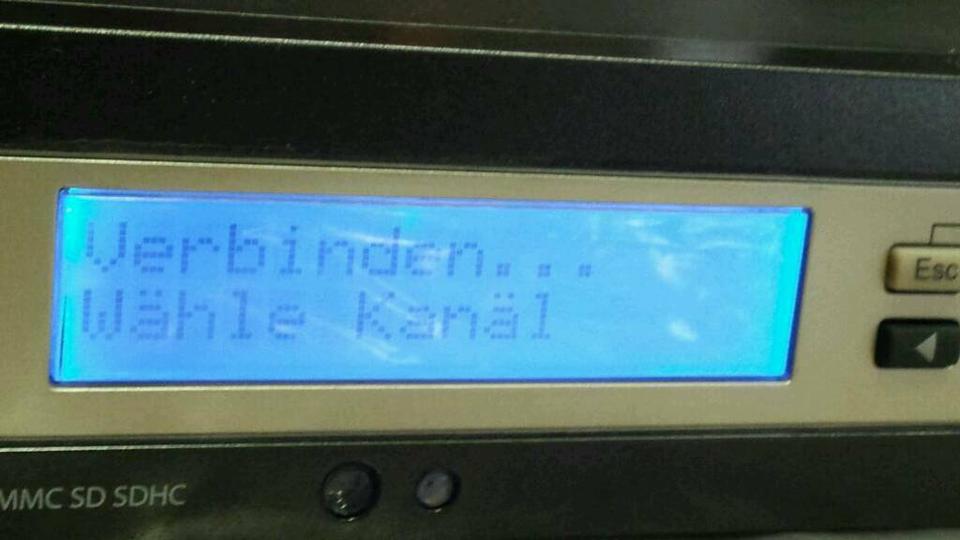 Verbinden...
Wähle Kanäl
Esc
MMC SD SDHC